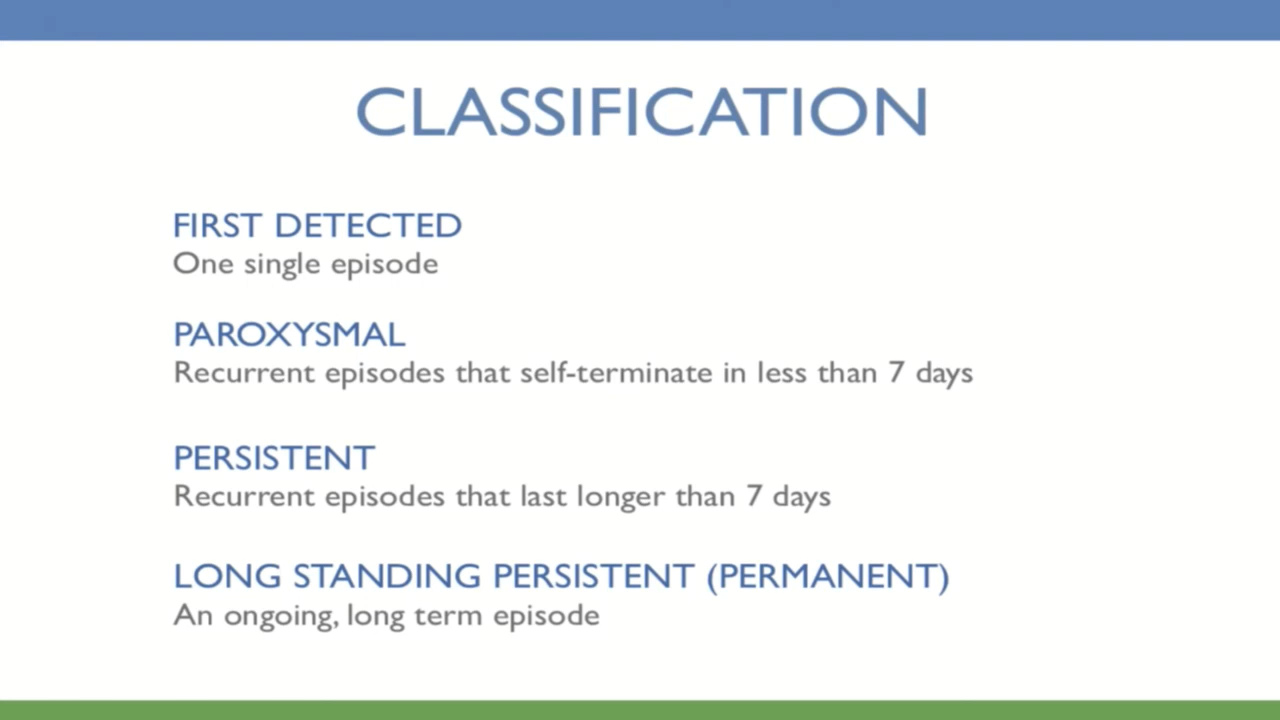 CLASSIFICATION
FIRST DETECTED
One single episode
PAROXYSMAL
Recurrent episodes that self-terminate in less than 7 days
PERSISTENT
Recurrent episodes that last longer than 7 days
LONG STANDING PERSISTENT (PERMANENT)
An ongoing, long term episode